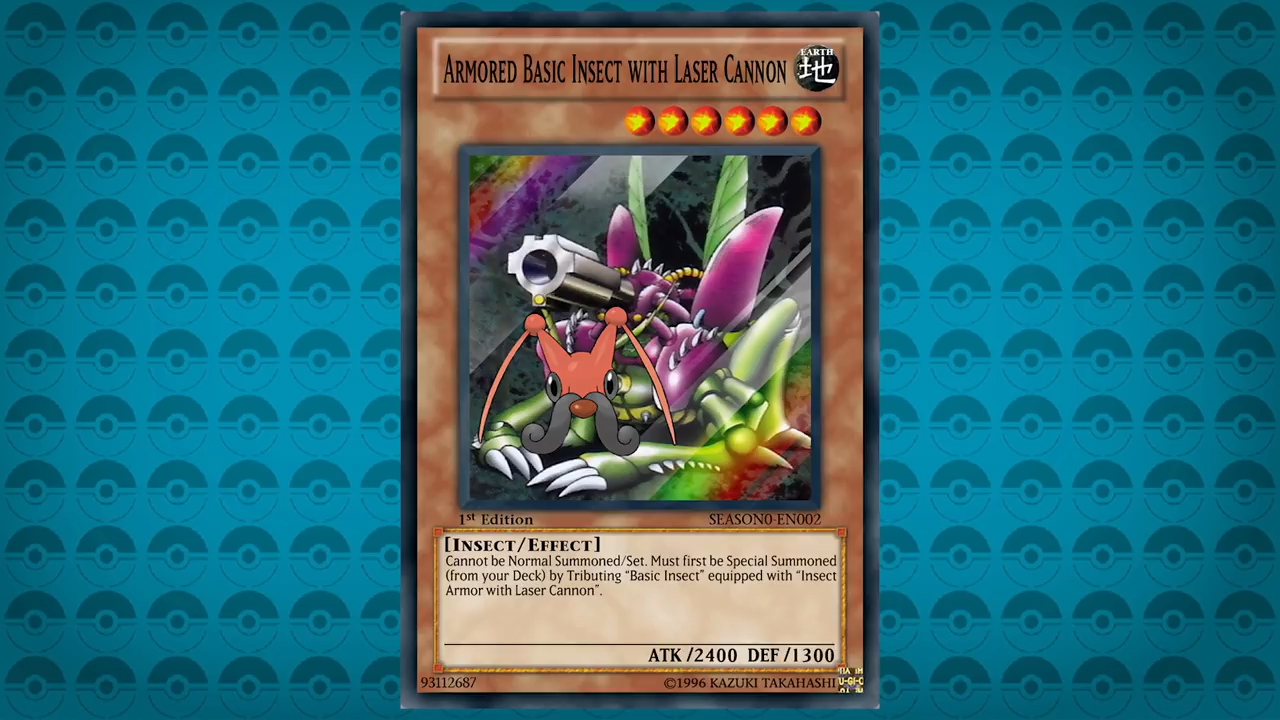 Armored Basic Insect with Laser Cannon
EARTH
地
1st Edition
SEASON0-EN002
[Insect/Effect]
Cannot be Normal Summoned/Set. Must first be Special Summoned
(from your Deck) by Tributing “Basic Insect” equipped with “Insect
Armor with Laser Cannon”.
ATK/2400 DEF/1300
93112687
©1996 KAZUKI TAKAHASHI